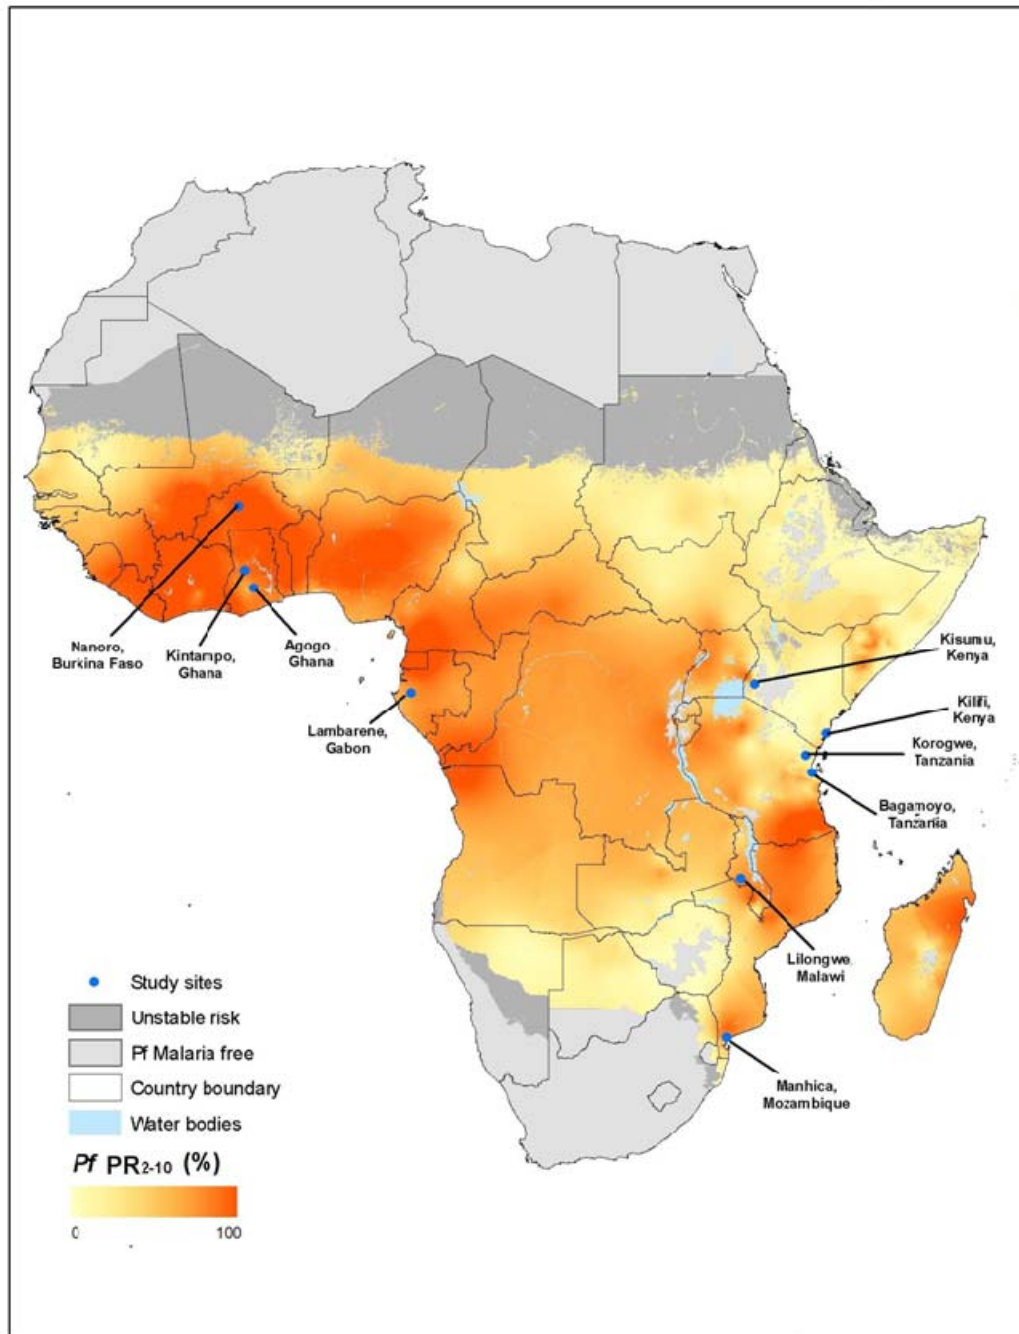 Nanoro,
Burkina Faso
Kintampo,
Ghana
Agogo
Ghana
Lambarene,
Gabon
Kisumu,
Kenya
Kilifi,
Kenya
Korogwe,
Tanzania
Bagamoyo,
Tanzania
Lilongwe
Malawi
Manhica,
Mozambique
Study sites
Unstable risk
Pf Malaria free
Country boundary
Water bodies
Pf PR2-10 (%)
0 100